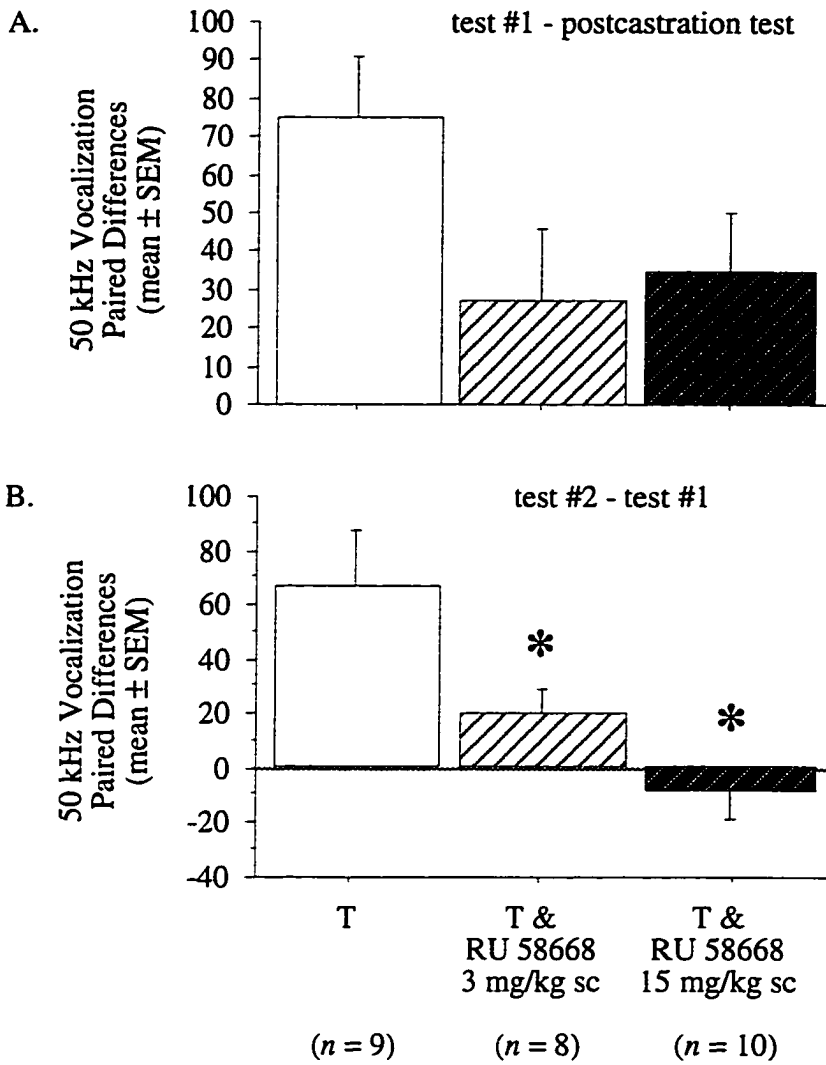 A.
test #1 - postcastration test
50 kHz Vocalization
Paired Differences
(mean ± SEM)
100
90
80
70
60
50
40
30
20
10
0
B.
test #2 - test #1
50 kHz Vocalization
Paired Differences
(mean ± SEM)
100
80
60
40
20
0
-20
-40
*
*
T
T &
RU 58668
3 mg/kg sc
T &
RU 58668
15 mg/kg sc
(n = 9)
(n = 8)
(n = 10)